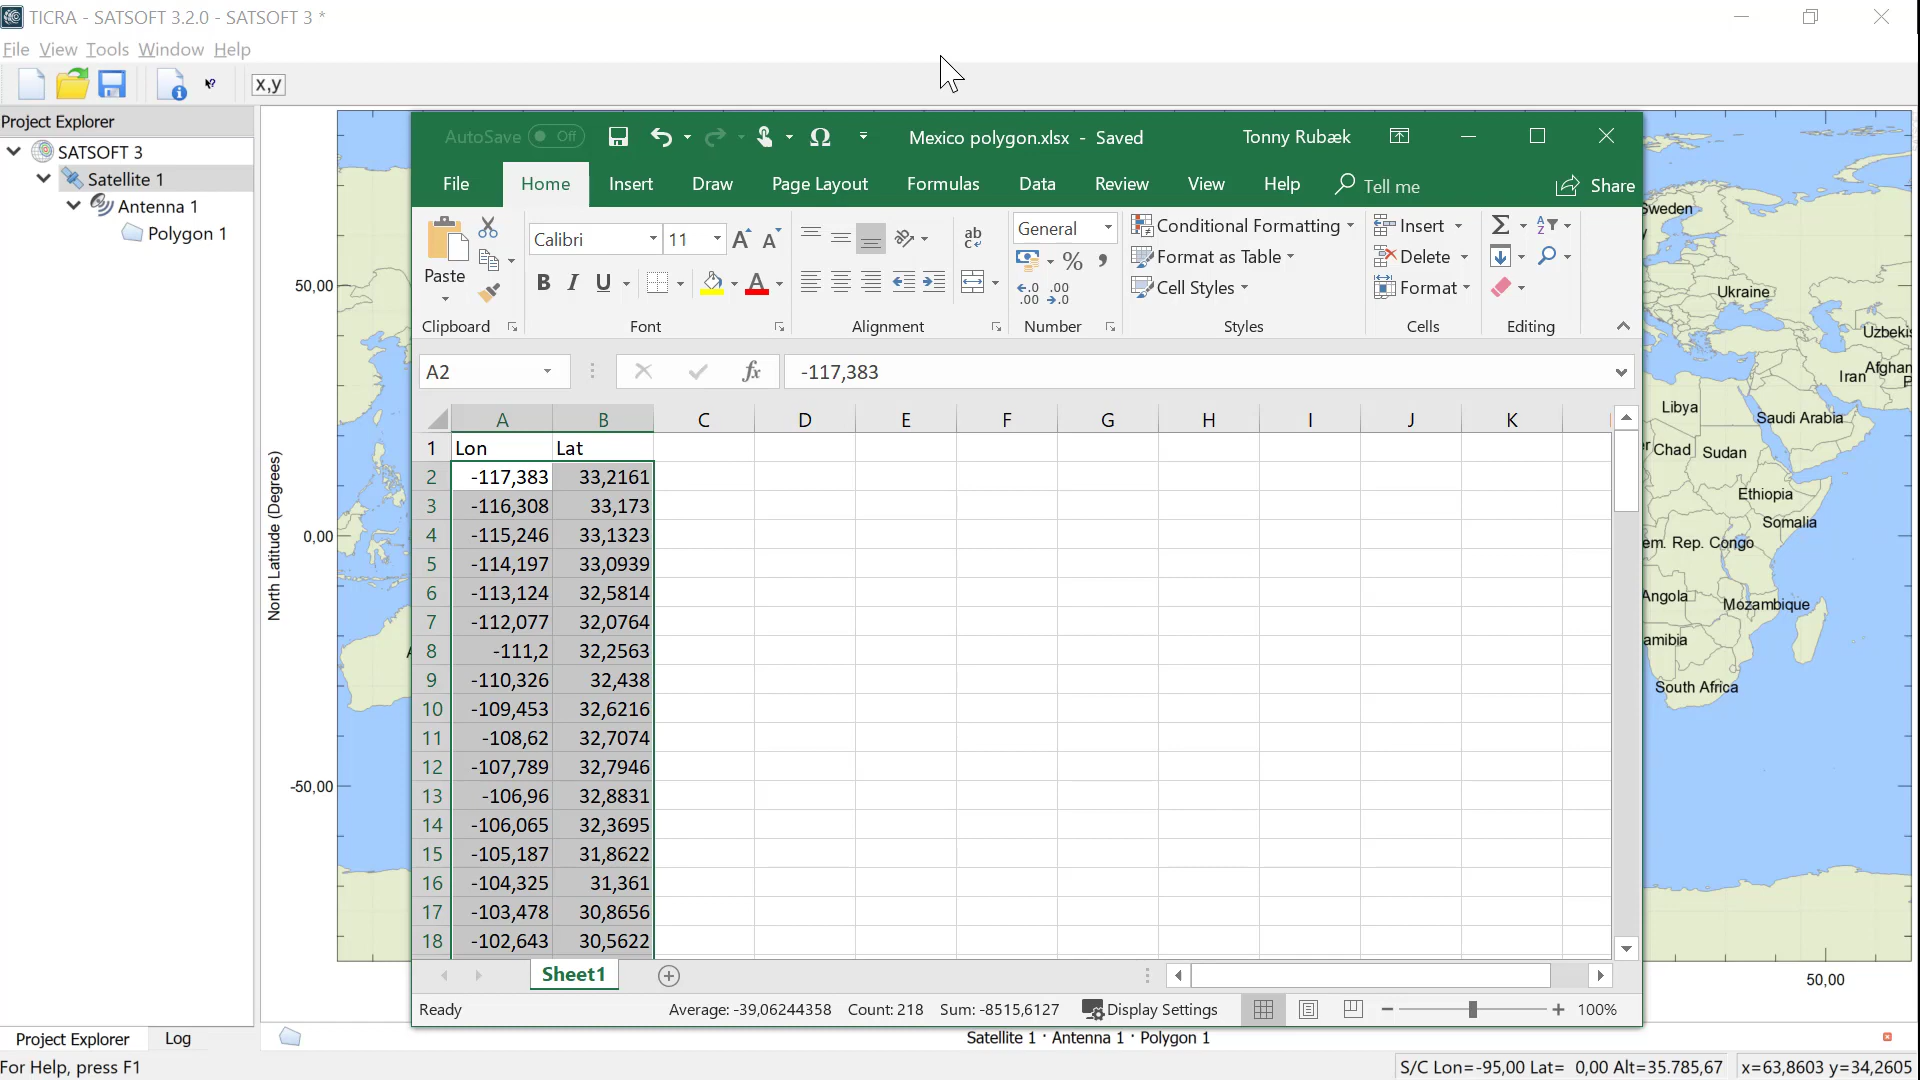 TICRA - SATSOFT 3.2.0 - SATSOFT 3 *
File View Tools Window Help
x,y
Project Explorer
SATSOFT 3
Satellite 1
Antenna 1
Polygon 1
Project Explorer Log
For Help, press F1
North Latitude (Degrees)
50,00
0,00
-50,00
AutoSave Off
Mexico polygon.xlsx - Saved
Tonny Rubæk
File Home Insert Draw Page Layout Formulas Data Review View Help Tell me Share
Paste
Clipboard
Calibri 11
B I U
Font
ab
Alignment
General
% ,
Number
Conditional Formatting
Format as Table
Cell Styles
Styles
Insert
Delete
Format
Cells
Editing
A2 fx -117,383
A B C D E F G H I J K
1 Lon Lat
2 -117,383 33,2161
3 -116,308 33,173
4 -115,246 33,1323
5 -114,197 33,0939
6 -113,124 32,5814
7 -112,077 32,0764
8 -111,2 32,2563
9 -110,326 32,438
10 -109,453 32,6216
11 -108,62 32,7074
12 -107,789 32,7946
13 -106,96 32,8831
14 -106,065 32,3695
15 -105,187 31,8622
16 -104,325 31,361
17 -103,478 30,8656
18 -102,643 30,5622
Sheet1
Ready Average: -39,06244358 Count: 218 Sum: -8515,6127 Display Settings 100%
Sweden
Ukraine
Uzbekis
Afghan
Iran
Libya
Saudi Arabia
Chad
Sudan
Ethiopia
Somalia
em. Rep. Congo
Angola
Mozambique
amibia
South Africa
50,00
Satellite 1 · Antenna 1 · Polygon 1
S/C Lon=-95,00 Lat= 0,00 Alt=35.785,67 x=63,8603 y=34,2605